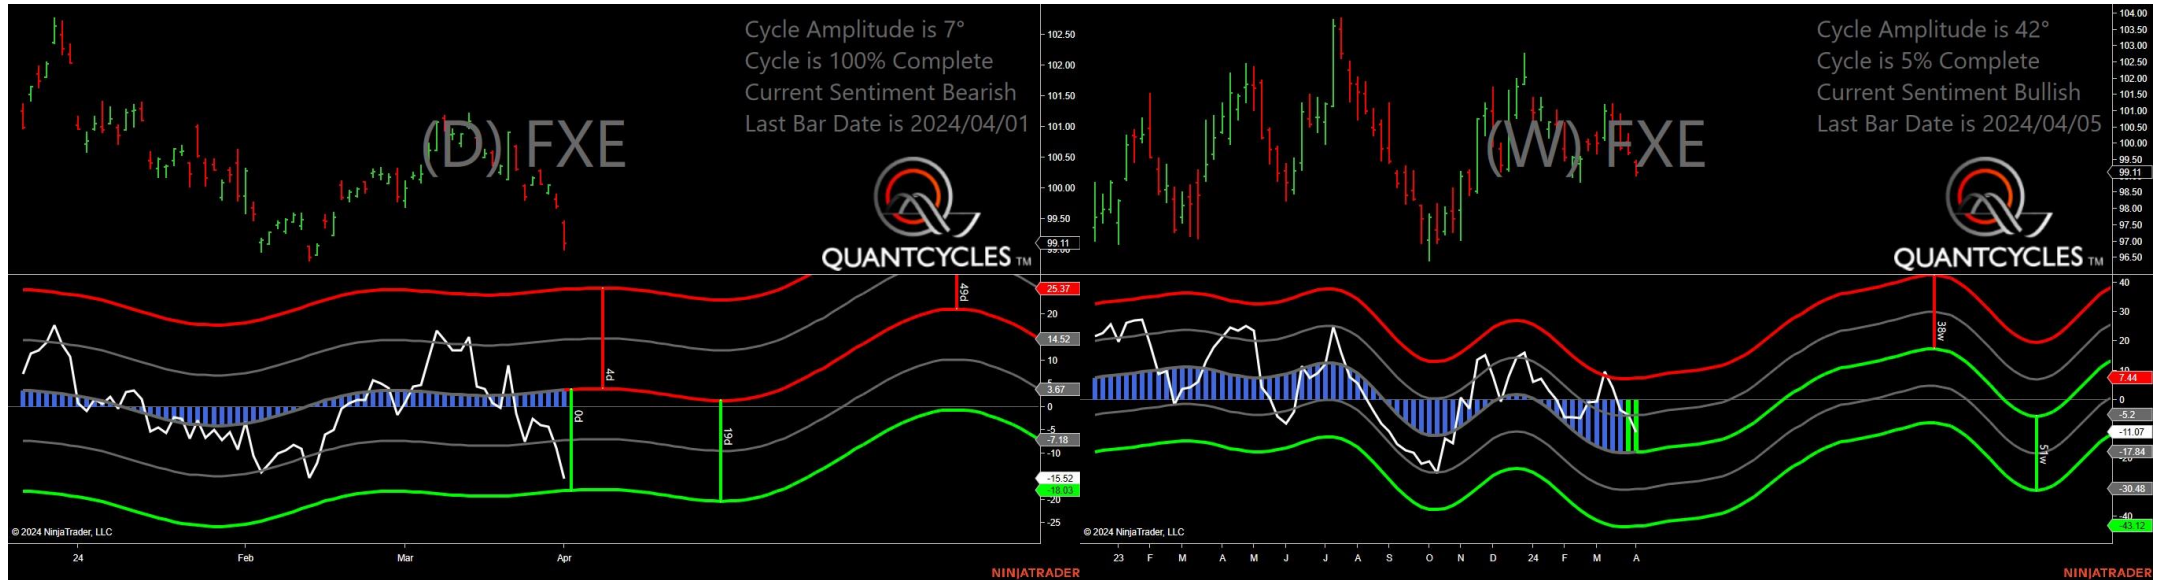 Cycle Amplitude is 7°
Cycle is 100% Complete
Current Sentiment Bearish
Last Bar Date is 2024/04/01
(D) FXE
QUANTCYCLES TM
102.50
102.00
101.50
101.00
100.50
100.00
99.50
99.11
25.37
20
14.52
10
3.67
0
-5
-7.18
-10
-15.52
-18.03
-20
-25
4d
0d
19d
49d
© 2024 NinjaTrader, LLC
24
Feb
Mar
Apr
NINJATRADER
Cycle Amplitude is 42°
Cycle is 5% Complete
Current Sentiment Bullish
Last Bar Date is 2024/04/05
(W) FXE
QUANTCYCLES TM
104.00
103.50
103.00
102.50
102.00
101.50
101.00
100.50
100.00
99.50
99.11
98.50
98.00
97.50
97.00
96.50
40
30
20
7.44
0
-5.2
-11.07
-17.84
-30.48
-40
-43.12
38w
51w
© 2024 NinjaTrader, LLC
23
F
M
A
M
J
J
A
S
O
N
D
24
F
M
A
NINJATRADER